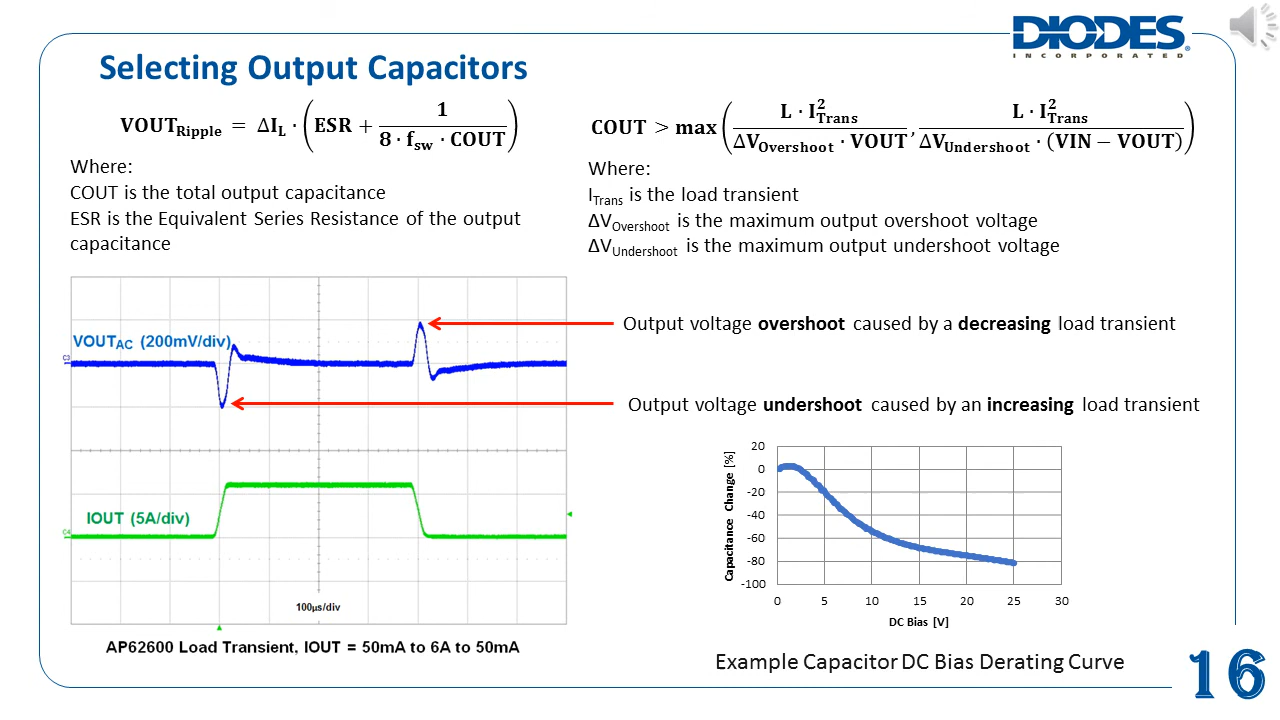 DIODES
INCORPORATED
Selecting Output Capacitors
VOUT_Ripple = ΔI_L · (ESR + 1 / (8 · f_sw · COUT))
Where:
COUT is the total output capacitance
ESR is the Equivalent Series Resistance of the output
capacitance
COUT > max (L · I²_Trans / (ΔV_Overshoot · VOUT), L · I²_Trans / (ΔV_Undershoot · (VIN − VOUT)))
Where:
I_Trans is the load transient
ΔV_Overshoot is the maximum output overshoot voltage
ΔV_Undershoot is the maximum output undershoot voltage
VOUT_AC (200mV/div)
C3
IOUT (5A/div)
C4
100µs/div
AP62600 Load Transient, IOUT = 50mA to 6A to 50mA
Output voltage overshoot caused by a decreasing load transient
Output voltage undershoot caused by an increasing load transient
Capacitance Change [%]
20
0
-20
-40
-60
-80
-100
0 5 10 15 20 25 30
DC Bias [V]
Example Capacitor DC Bias Derating Curve
16